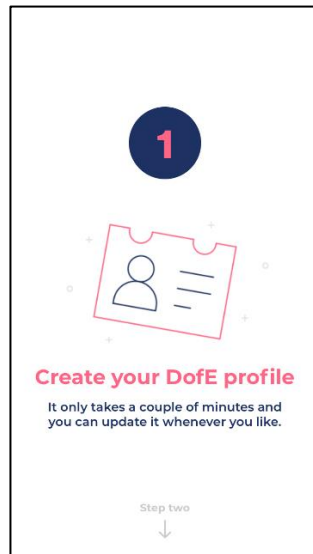 1
Create your DofE profile
It only takes a couple of minutes and
you can update it whenever you like.
Step two